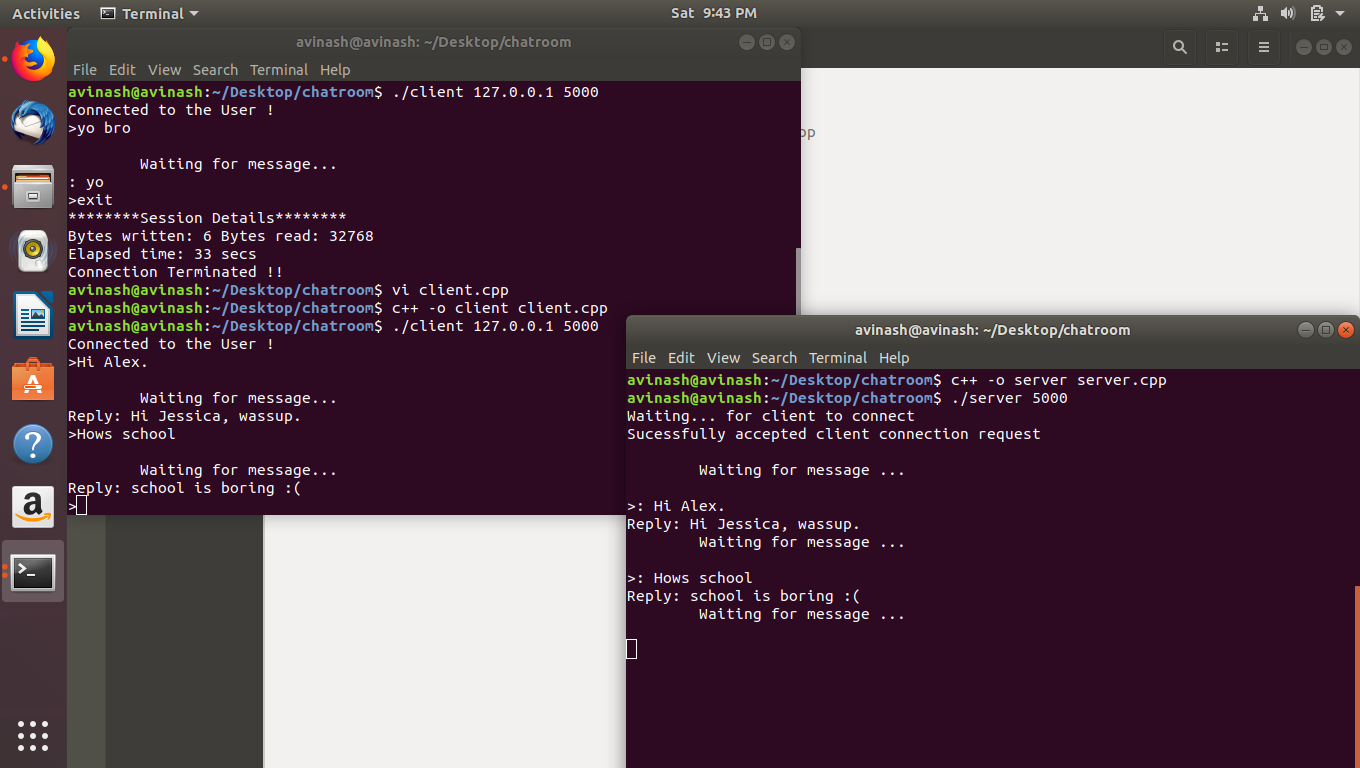 Activities Terminal Sat 9:43 PM
avinash@avinash: ~/Desktop/chatroom
File Edit View Search Terminal Help
avinash@avinash:~/Desktop/chatroom$ ./client 127.0.0.1 5000
Connected to the User !
>yo bro
Waiting for message...
: yo
>exit
********Session Details********
Bytes written: 6 Bytes read: 32768
Elapsed time: 33 secs
Connection Terminated !!
avinash@avinash:~/Desktop/chatroom$ vi client.cpp
avinash@avinash:~/Desktop/chatroom$ c++ -o client client.cpp
avinash@avinash:~/Desktop/chatroom$ ./client 127.0.0.1 5000
Connected to the User !
>Hi Alex.
Waiting for message...
Reply: Hi Jessica, wassup.
>Hows school
Waiting for message...
Reply: school is boring :(
>
avinash@avinash: ~/Desktop/chatroom
File Edit View Search Terminal Help
avinash@avinash:~/Desktop/chatroom$ c++ -o server server.cpp
avinash@avinash:~/Desktop/chatroom$ ./server 5000
Waiting... for client to connect
Sucessfully accepted client connection request
Waiting for message ...
>: Hi Alex.
Reply: Hi Jessica, wassup.
Waiting for message ...
>: Hows school
Reply: school is boring :(
Waiting for message ...